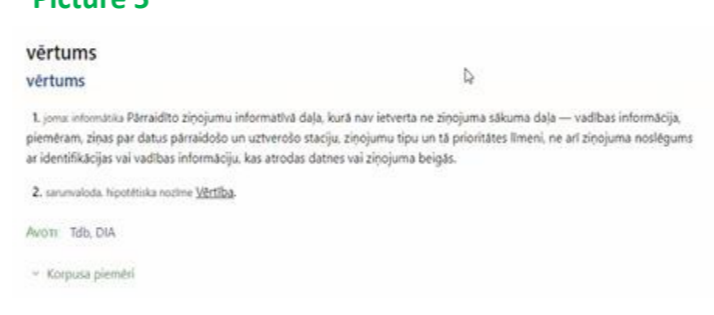 Picture 3
vērtums
vērtums
1. joma: informātika Pārraidīto ziņojumu informatīvā daļa, kurā nav ietverta ne ziņojuma sākuma daļa — vadības informācija,
piemēram, ziņas par datus pārraidošo un uztverošo staciju, ziņojumu tipu un tā prioritātes līmeni, ne arī ziņojuma noslēgums
ar identifikācijas vai vadības informāciju, kas atrodas datnes vai ziņojuma beigās.
2. sarunvaloda, hipotētiska nozīme Vērtība.
Avoti: Tdb, DIA
Korpusa piemēri